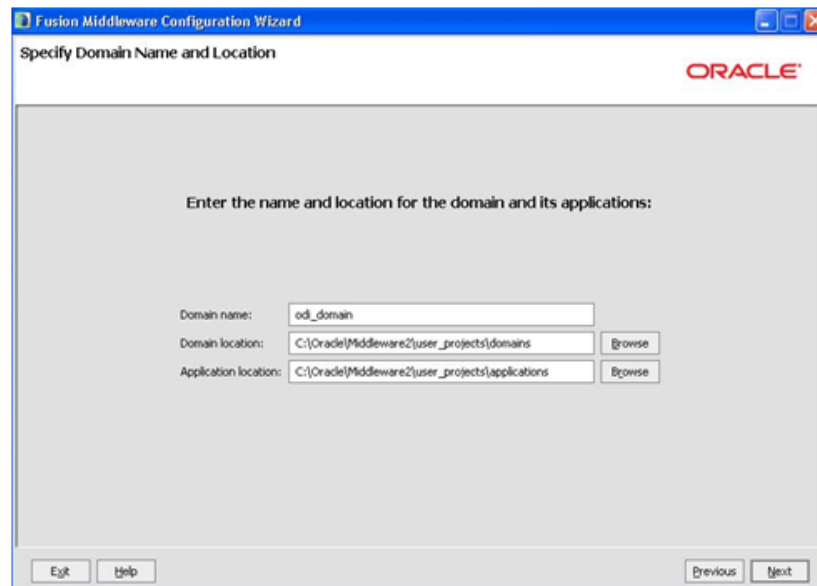 Fusion Middleware Configuration Wizard
Specify Domain Name and Location
ORACLE
Enter the name and location for the domain and its applications:
Domain name: odi_domain
Domain location: C:\Oracle\Middleware2\user_projects\domains Browse
Application location: C:\Oracle\Middleware2\user_projects\applications Browse
Exit Help Previous Next